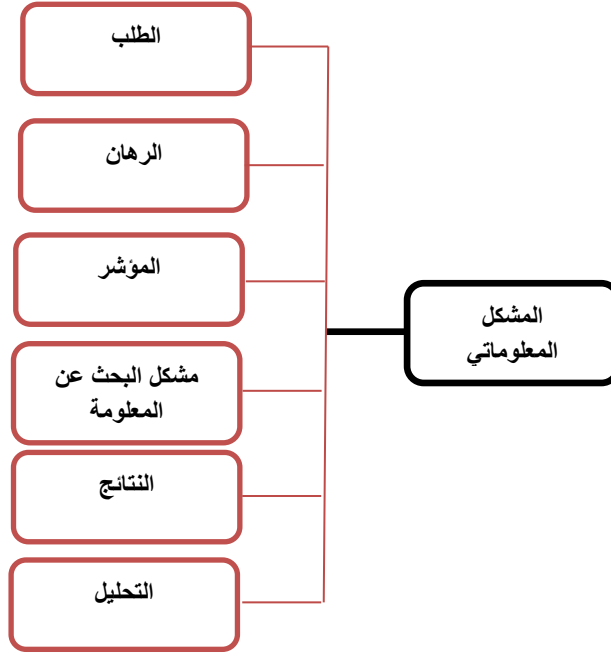 المشكل
المعلوماتي
الطلب
الرهان
المؤشر
مشكل البحث عن
المعلومة
النتائج
التحليل